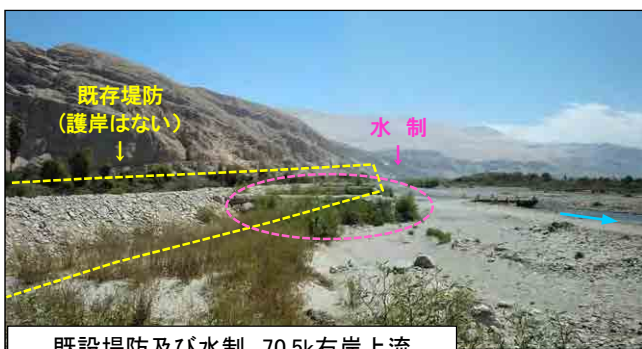 既存堤防
(護岸はない)
↓
水 制
↓
既設堤防及び水制 70.5k右岸上流